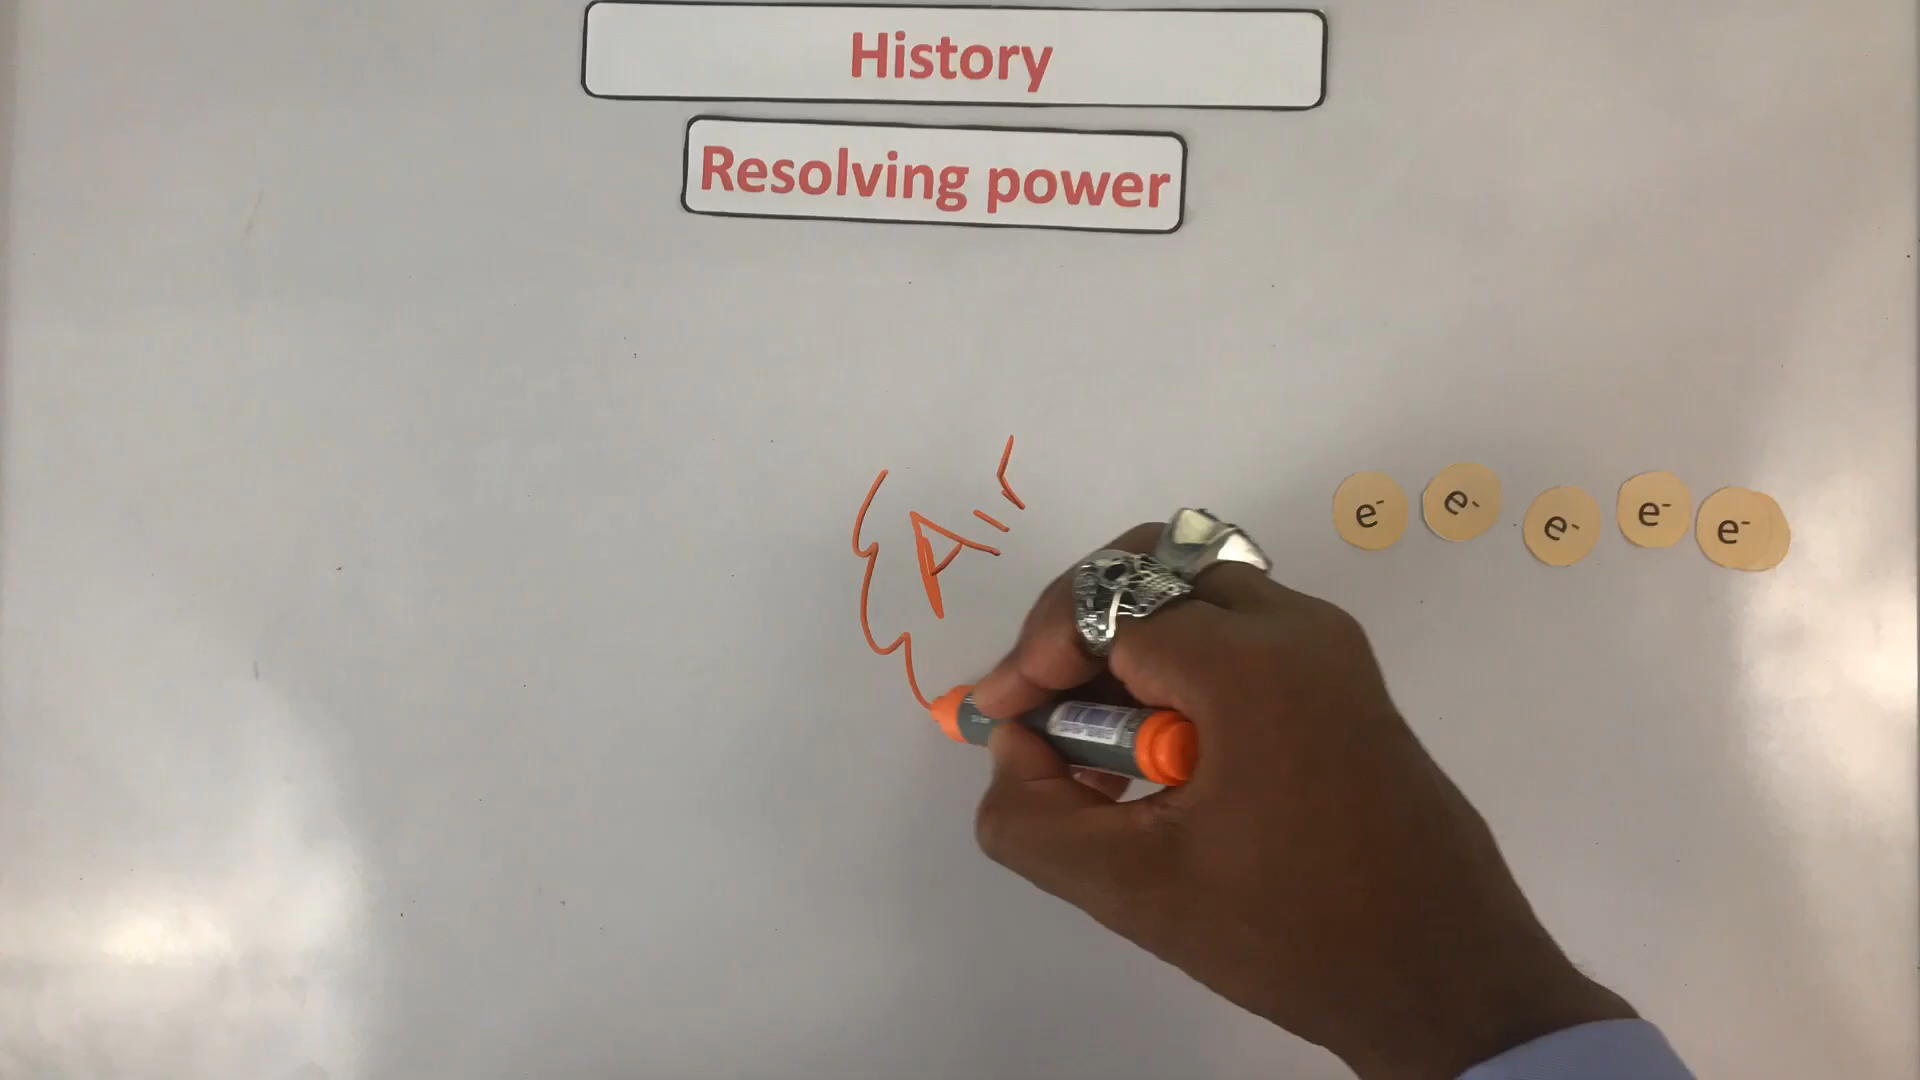 History
Resolving power
Air
e- e- e- e- e-